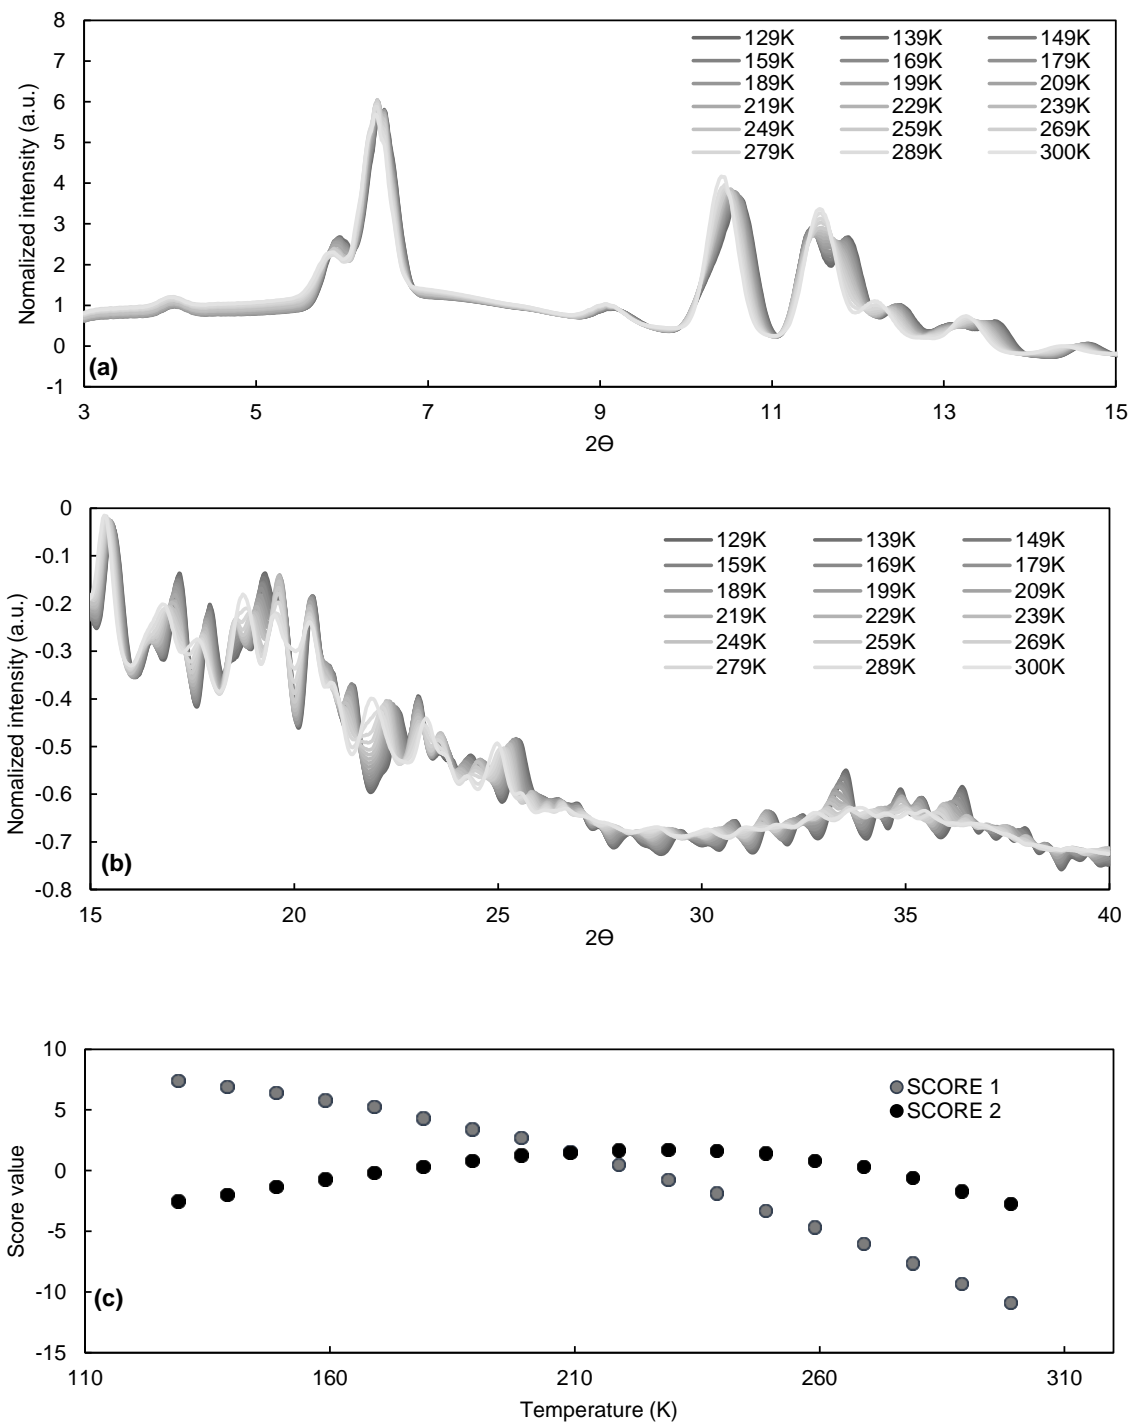 8
7
6
5
4
3
2
1
0
-1
Nomalized intensity (a.u.)
129K 139K 149K
159K 169K 179K
189K 199K 209K
219K 229K 239K
249K 259K 269K
279K 289K 300K
(a)
3 5 7 9 11 13 15
2ϴ
0
-0.1
-0.2
-0.3
-0.4
-0.5
-0.6
-0.7
-0.8
Nomalized intensity (a.u.)
129K 139K 149K
159K 169K 179K
189K 199K 209K
219K 229K 239K
249K 259K 269K
279K 289K 300K
(b)
15 20 25 30 35 40
2ϴ
10
5
0
-5
-10
-15
Score value
SCORE 1
SCORE 2
(c)
110 160 210 260 310
Temperature (K)